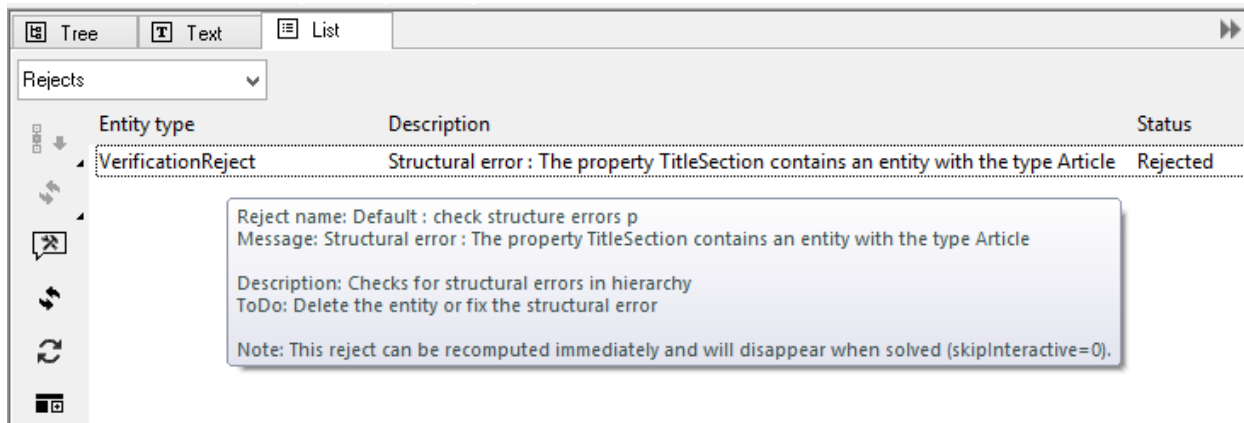 Tree
Text
List
Rejects
Entity type Description Status
VerificationReject Structural error : The property TitleSection contains an entity with the type Article Rejected
Reject name: Default : check structure errors p
Message: Structural error : The property TitleSection contains an entity with the type Article
Description: Checks for structural errors in hierarchy
ToDo: Delete the entity or fix the structural error
Note: This reject can be recomputed immediately and will disappear when solved (skipInteractive=0).